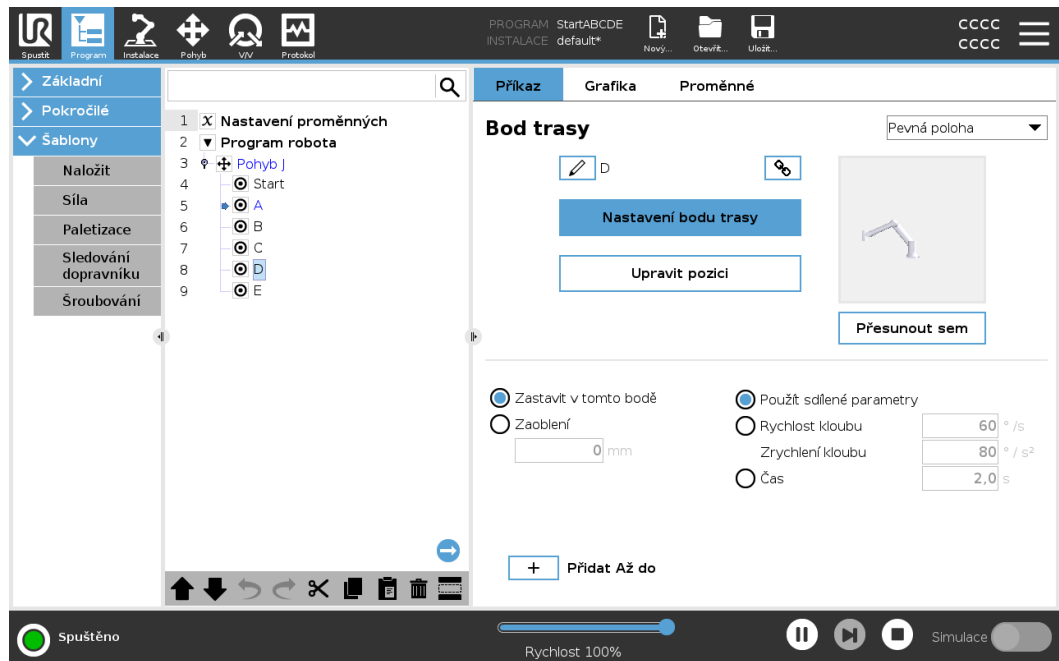 UR
Spustit
Program
Instalace
Pohyb
V/V
Protokol
PROGRAM StartABCDE
INSTALACE default*
Nový...
Otevřít...
Uložit...
CCCC
CCCC
Základní
Pokročilé
Šablony
Naložit
Síla
Paletizace
Sledování
dopravníku
Šroubování
1 X Nastavení proměnných
2 Program robota
3 Pohyb J
4 Start
5 A
6 B
7 C
8 D
9 E
Příkaz
Grafika
Proměnné
Bod trasy
Pevná poloha
D
Nastavení bodu trasy
Upravit pozici
Přesunout sem
Zastavit v tomto bodě
Zaoblení
0 mm
Použít sdílené parametry
Rychlost kloubu 60 ° /s
Zrychlení kloubu 80 ° / s²
Čas 2,0 s
+ Přidat Až do
Spuštěno
Rychlost 100%
Simulace